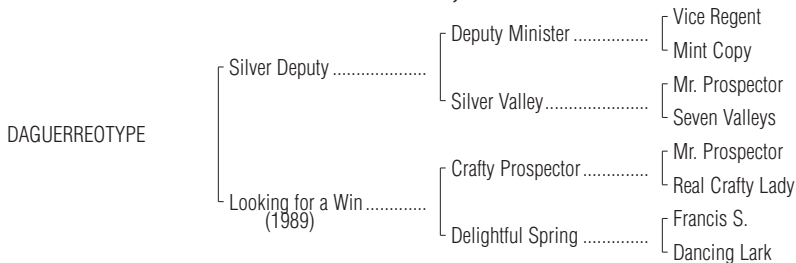 Vice Regent
Deputy Minister ................
Mint Copy
Silver Deputy ....................
Mr. Prospector
Silver Valley......................
Seven Valleys
DAGUERREOTYPE
Mr. Prospector
Crafty Prospector..............
Real Crafty Lady
Looking for a Win.............
(1989)
Francis S.
Delightful Spring ..............
Dancing Lark